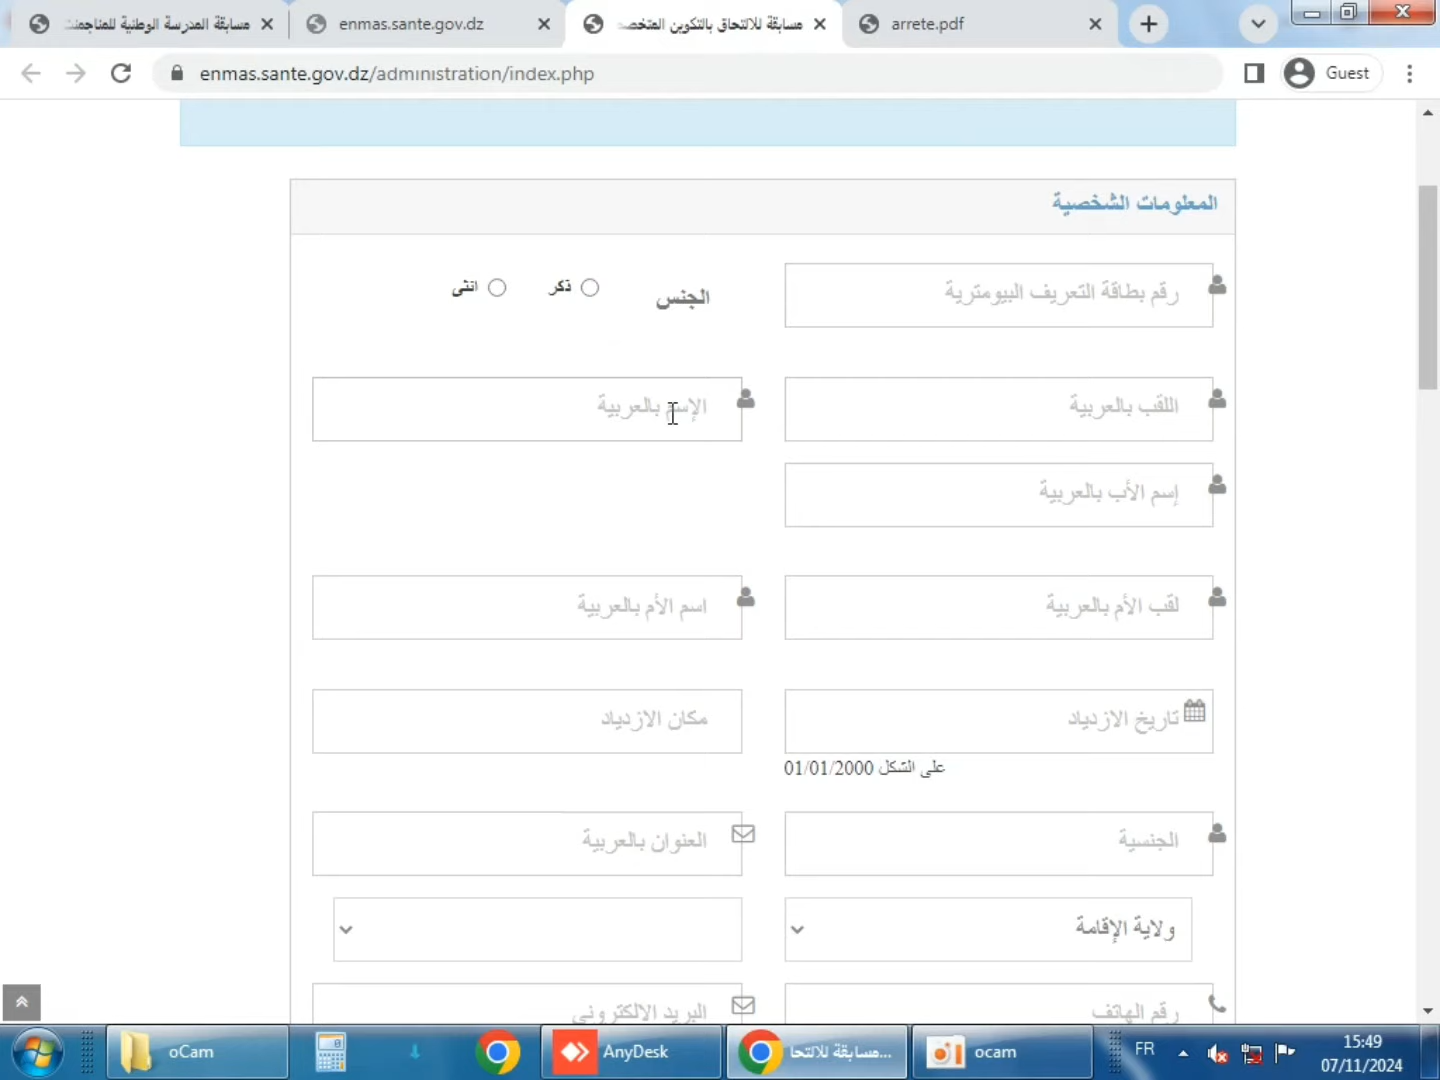 مسابقة المدرسة الوطنية للمناجمنت
enmas.sante.gov.dz
مسابقة للالتحاق بالتكوين المتخصص
arrete.pdf
enmas.sante.gov.dz/administration/index.php
Guest
المعلومات الشخصية
رقم بطاقة التعريف البيومترية
الجنس ذكر انثى
اللقب بالعربية
الإسم بالعربية
إسم الأب بالعربية
لقب الأم بالعربية
اسم الأم بالعربية
تاريخ الازدياد
مكان الازدياد
على الشكل 01/01/2000
الجنسية
العنوان بالعربية
ولاية الإقامة
رقم الهاتف
البريد الالكتروني
oCam
AnyDesk
مسابقة للالتحا...
ocam
FR
15:49
07/11/2024